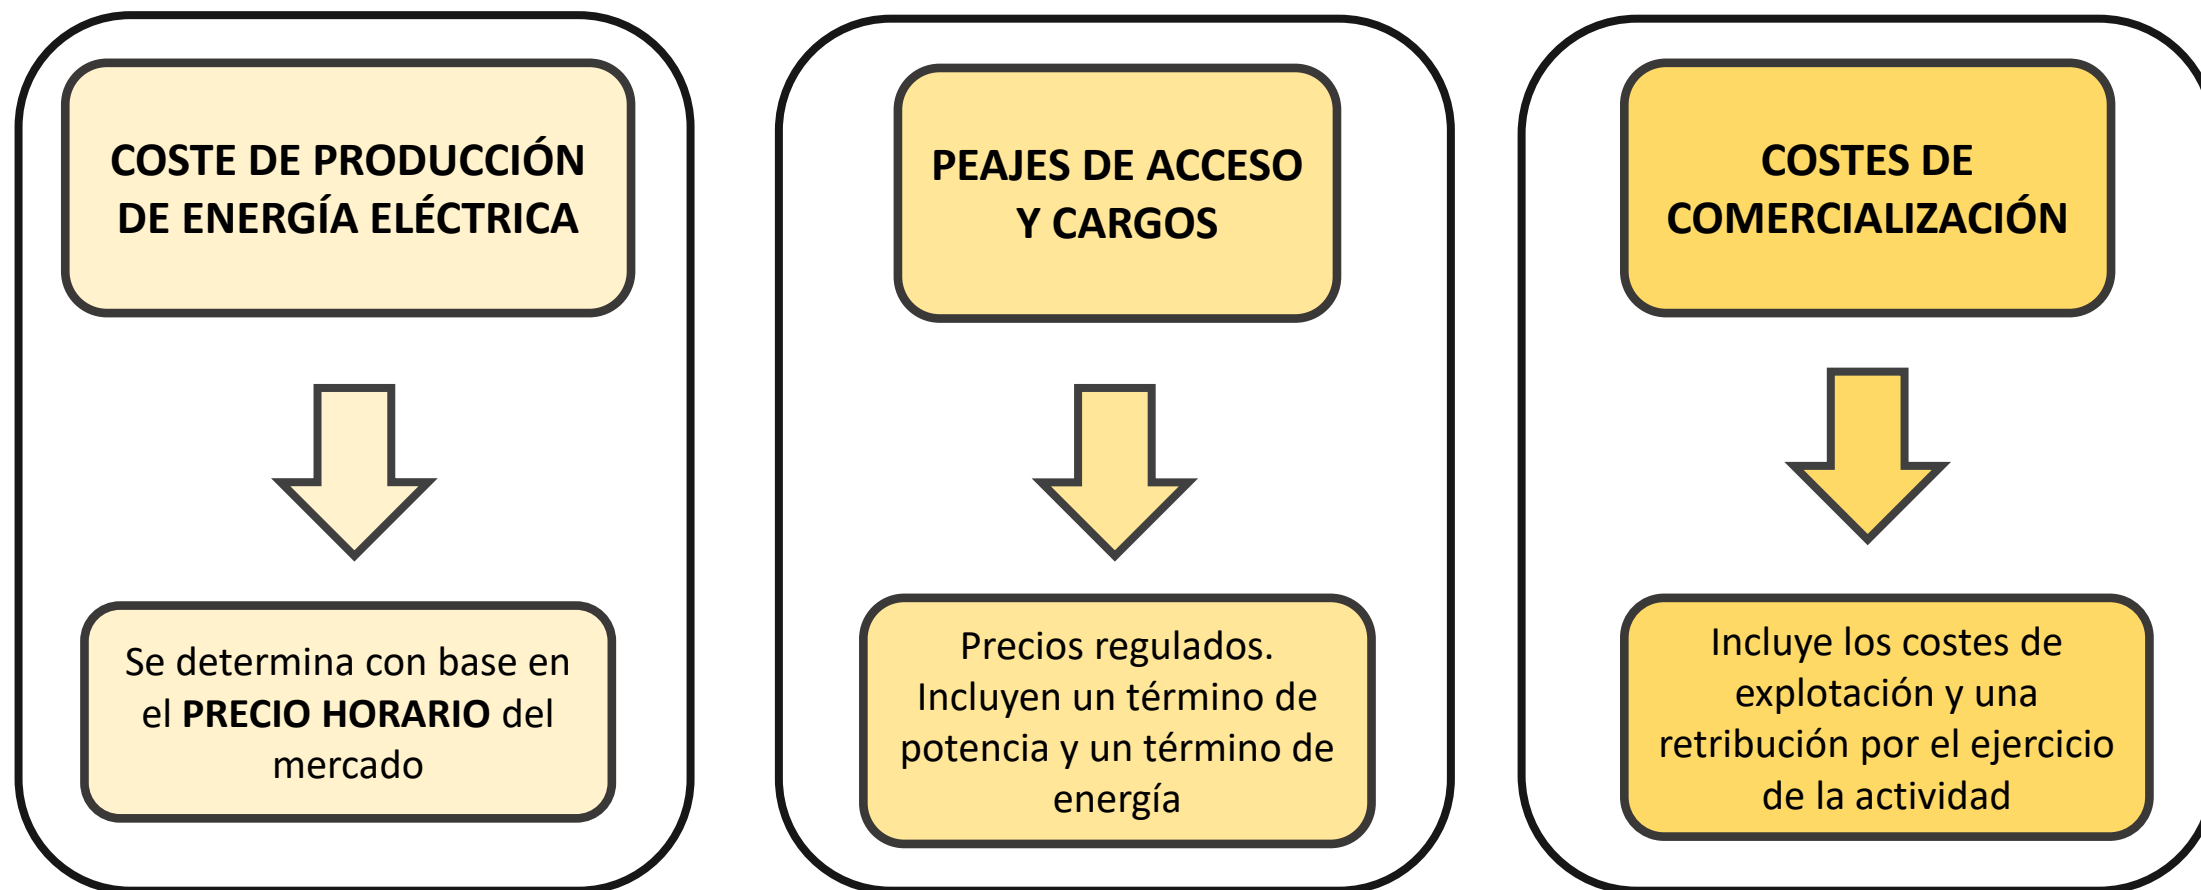 COSTE DE PRODUCCIÓN
DE ENERGÍA ELÉCTRICA
Se determina con base en
el PRECIO HORARIO del
mercado
PEAJES DE ACCESO
Y CARGOS
Precios regulados.
Incluyen un término de
potencia y un término de
energía
COSTES DE
COMERCIALIZACIÓN
Incluye los costes de
explotación y una
retribución por el ejercicio
de la actividad